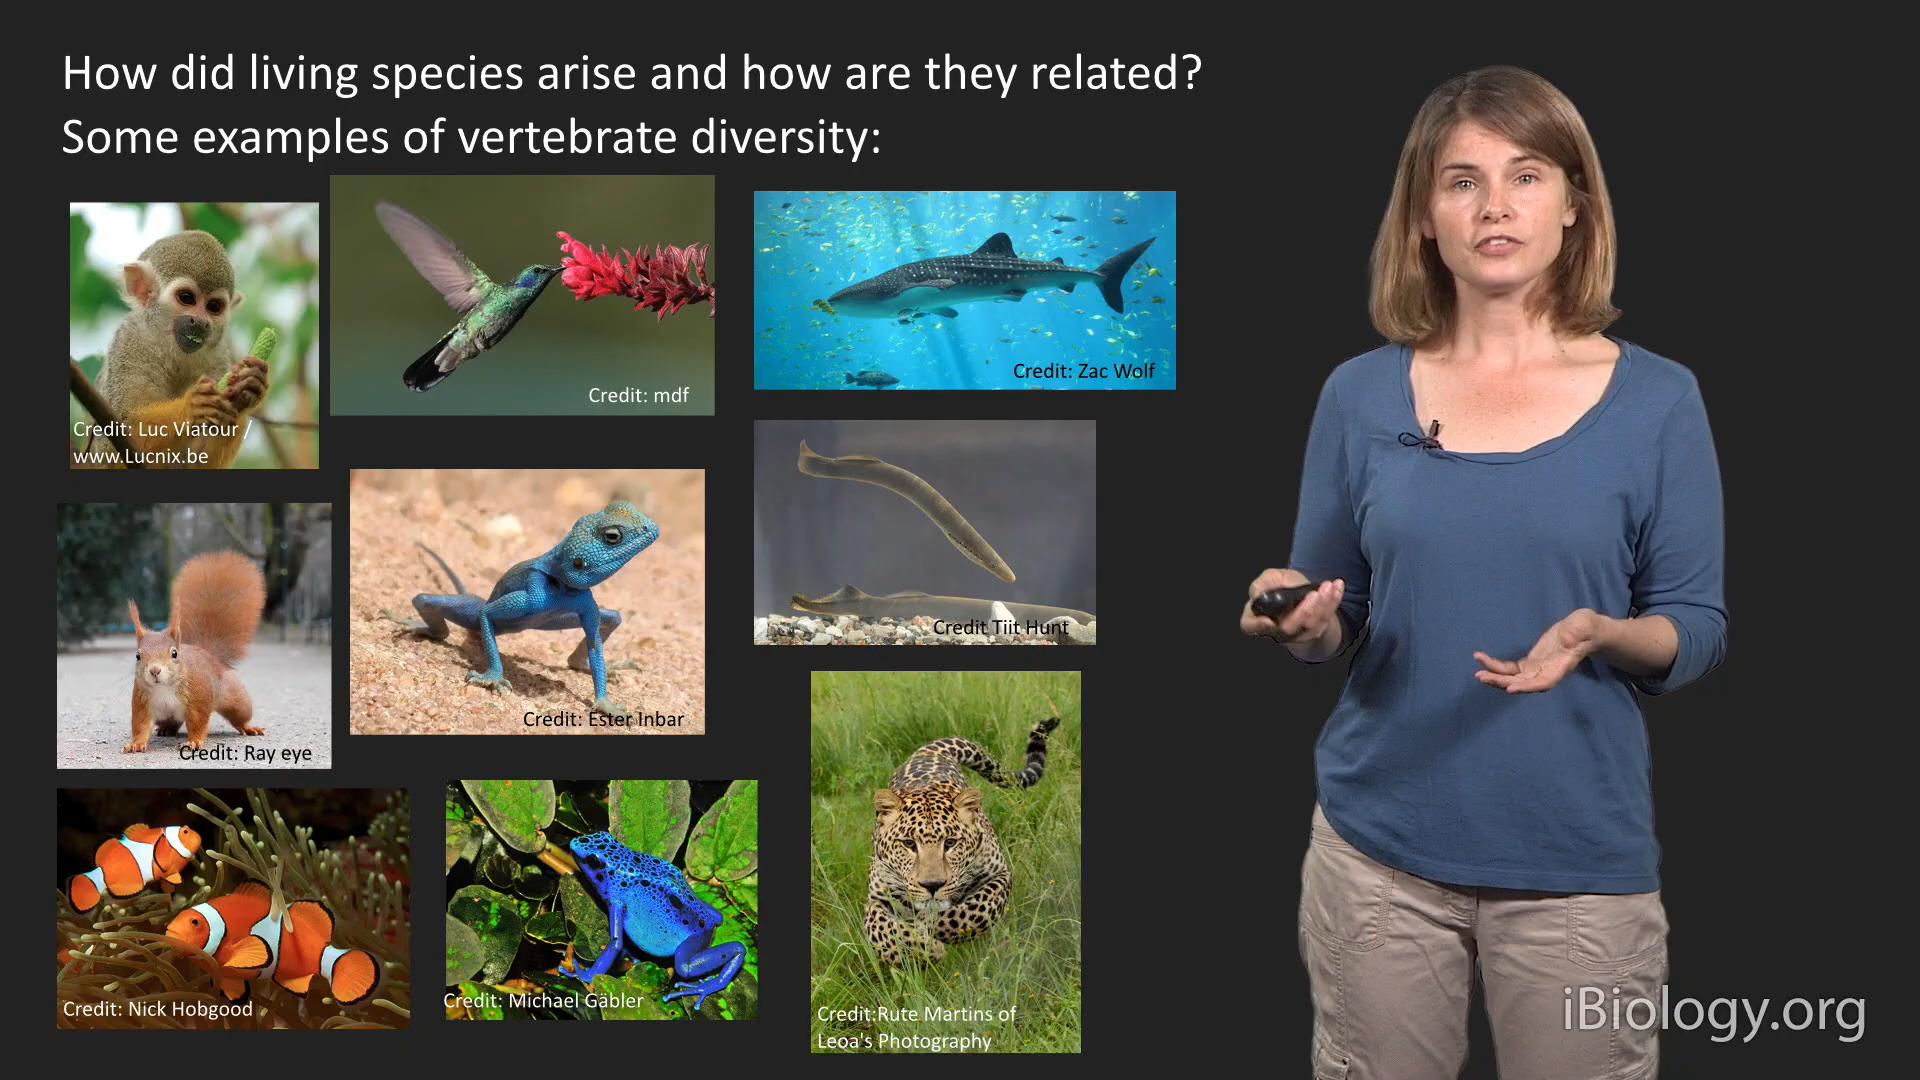 How did living species arise and how are they related?
Some examples of vertebrate diversity:
Credit: Luc Viatour /
www.Lucnix.be
Credit: mdf
Credit: Zac Wolf
Credit: Ray eye
Credit: Ester Inbar
Credit Tiit Hunt
Credit: Nick Hobgood
Credit: Michael Gäbler
Credit:Rute Martins of
Leoa's Photography
iBiology.org